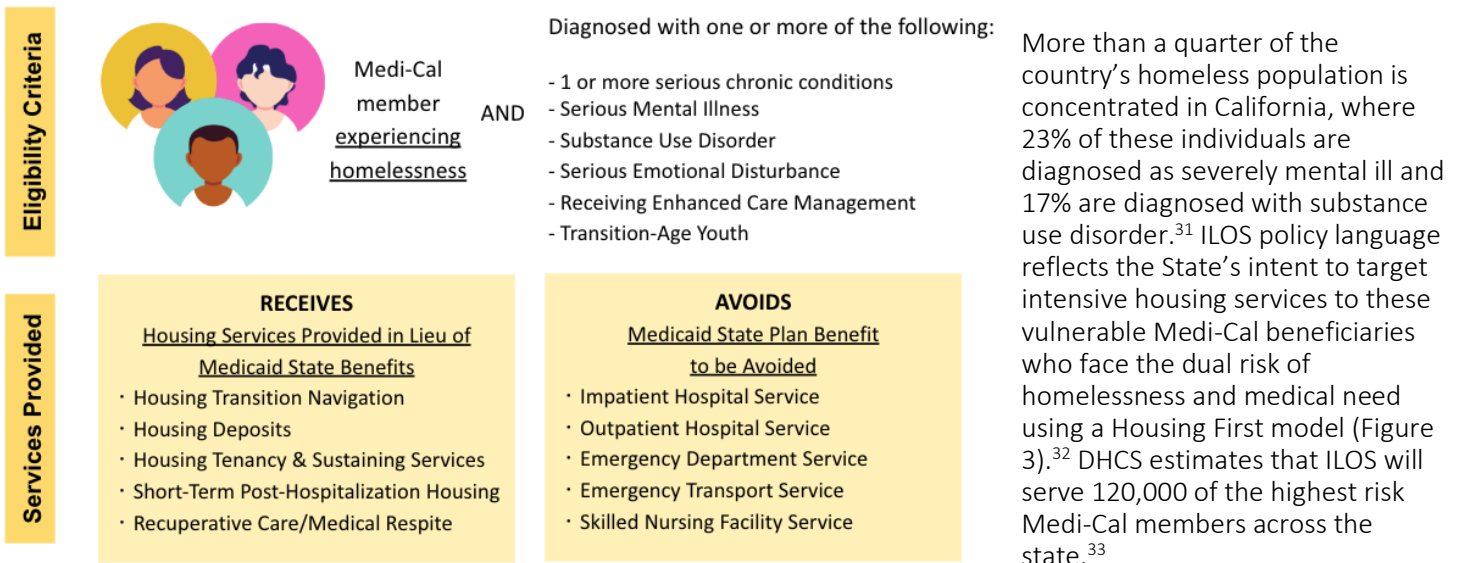 Eligibility Criteria
Medi-Cal
member
experiencing
homelessness
AND
Diagnosed with one or more of the following:
- 1 or more serious chronic conditions
- Serious Mental Illness
- Substance Use Disorder
- Serious Emotional Disturbance
- Receiving Enhanced Care Management
- Transition-Age Youth
Services Provided
RECEIVES
Housing Services Provided in Lieu of
Medicaid State Benefits
· Housing Transition Navigation
· Housing Deposits
· Housing Tenancy & Sustaining Services
· Short-Term Post-Hospitalization Housing
· Recuperative Care/Medical Respite
AVOIDS
Medicaid State Plan Benefit
to be Avoided
· Impatient Hospital Service
· Outpatient Hospital Service
· Emergency Department Service
· Emergency Transport Service
· Skilled Nursing Facility Service
More than a quarter of the
country’s homeless population is
concentrated in California, where
23% of these individuals are
diagnosed as severely mental ill and
17% are diagnosed with substance
use disorder.31 ILOS policy language
reflects the State’s intent to target
intensive housing services to these
vulnerable Medi-Cal beneficiaries
who face the dual risk of
homelessness and medical need
using a Housing First model (Figure
3).32 DHCS estimates that ILOS will
serve 120,000 of the highest risk
Medi-Cal members across the
state.33